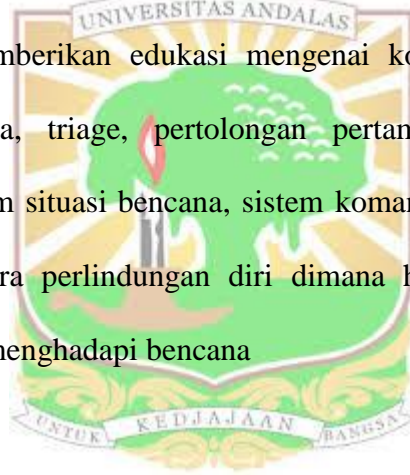 UNIVERSITAS ANDALAS
mberikan edukasi mengenai ko
a, triage, pertolongan pertan
m situasi bencana, sistem koman
ra perlindungan diri dimana h
menghadapi bencana
UNTUK KEDJAJAAN BANGSA